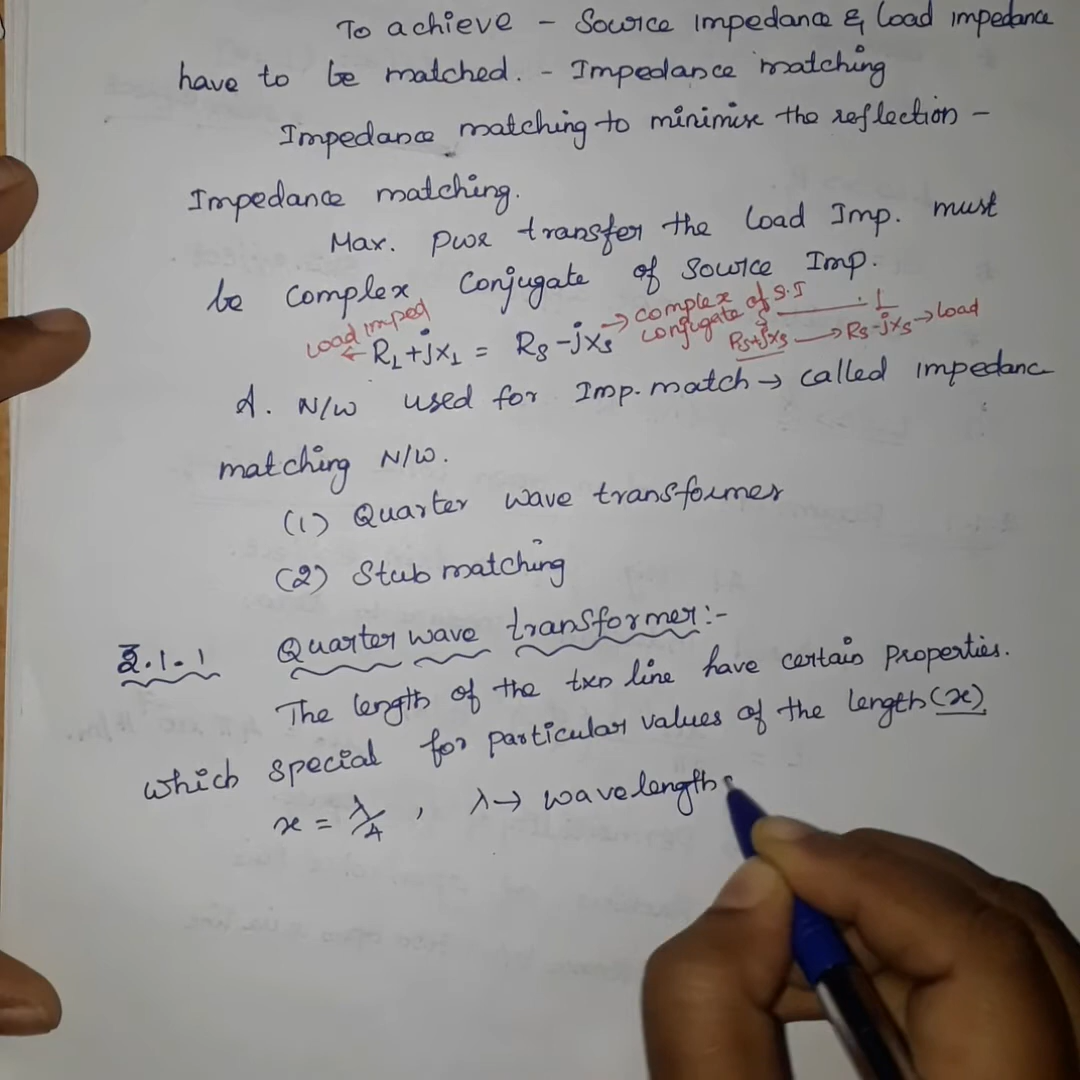 To achieve - Source impedance & Load impedance
have to be matched. - Impedance matching
Impedance matching to minimise the reflection -
Impedance matching.
Max. pwr transfer the Load Imp. must
be complex conjugate of source Imp.
Load imped ← R_L + jX_L = R_S - jX_S → complex conjugate of S.I
R_S + jX_S → R_S - jX_S → Load
A. N/W used for Imp. match → called impedanc
matching N/W.
(1) Quarter wave transformer
(2) Stub matching
2.1.1 Quarter wave transformer:-
The length of the txn line have certain properties.
which special for particular values of the length (x)
x = λ/4 , λ → wavelength